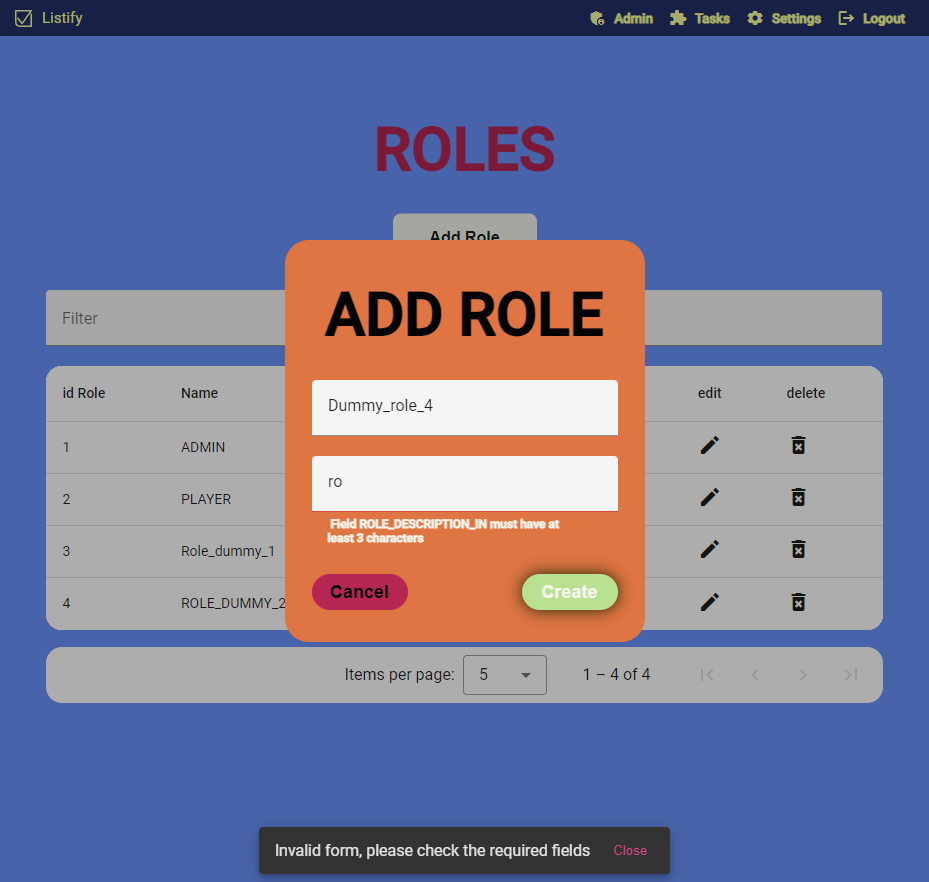 Listify
Admin Tasks Settings Logout
ROLES
Add Role
ADD ROLE
Filter
Dummy_role_4
ro
Field ROLE_DESCRIPTION_IN must have at
least 3 characters
Cancel Create
id Role Name edit delete
1 ADMIN
2 PLAYER
3 Role_dummy_1
4 ROLE_DUMMY_2
Items per page: 5 1 – 4 of 4
Invalid form, please check the required fields Close